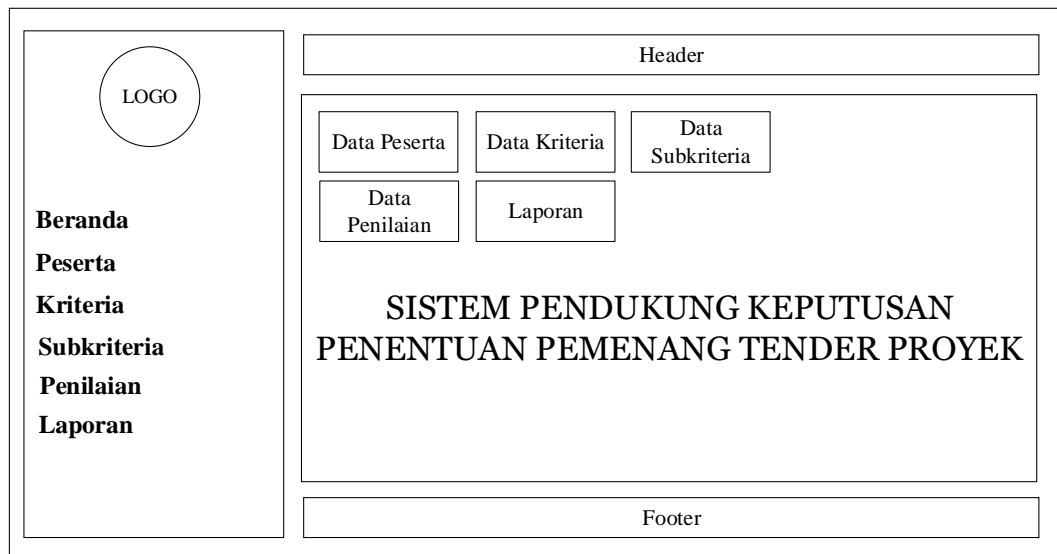 LOGO
Beranda
Peserta
Kriteria
Subkriteria
Penilaian
Laporan
Header
Data Peserta
Data Kriteria
Data
Subkriteria
Data
Penilaian
Laporan
SISTEM PENDUKUNG KEPUTUSAN
PENENTUAN PEMENANG TENDER PROYEK
Footer